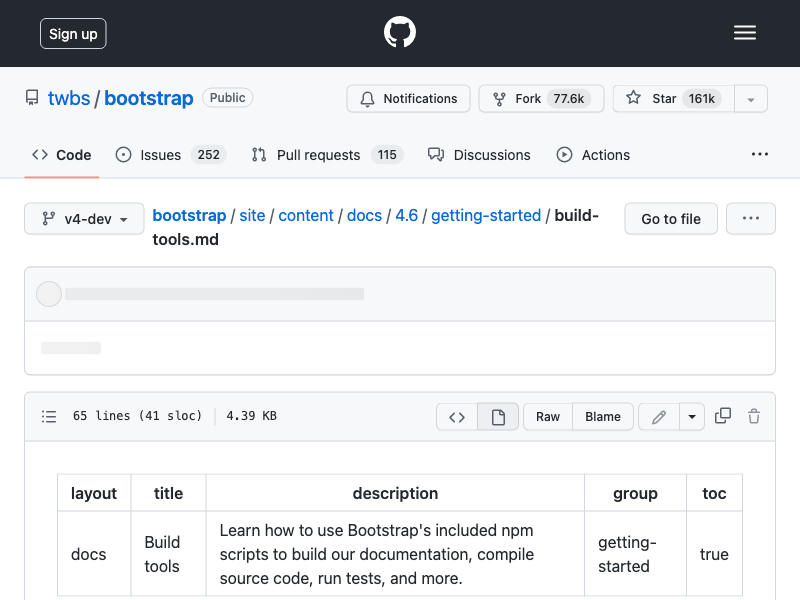 Sign up
twbs / bootstrap Public Notifications Fork 77.6k Star 161k
Code Issues 252 Pull requests 115 Discussions Actions
v4-dev bootstrap / site / content / docs / 4.6 / getting-started / build-
tools.md Go to file
65 lines (41 sloc) 4.39 KB Raw Blame
layout title description group toc
docs Build tools Learn how to use Bootstrap's included npm
scripts to build our documentation, compile
source code, run tests, and more. getting-
started true